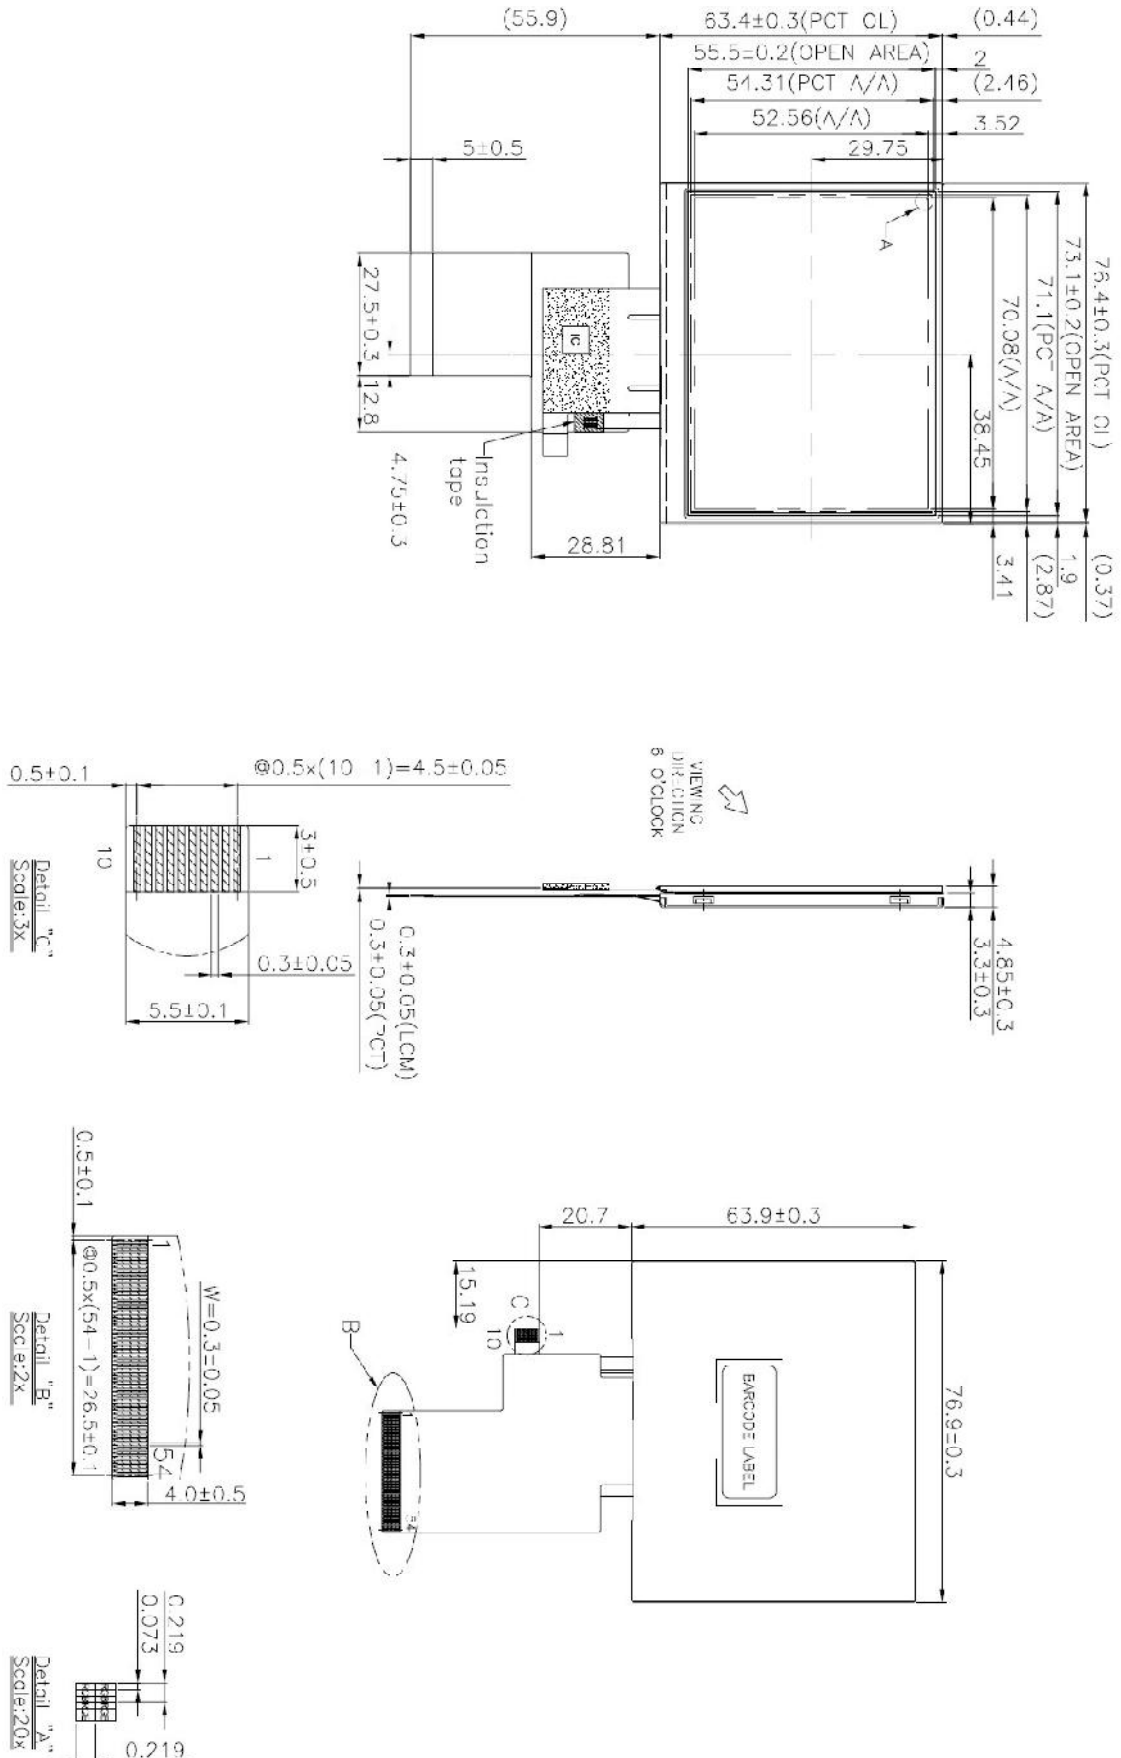 (55.9)
63.4±0.3(PCT OL)
(0.44)
55.5±0.2(OPEN AREA)
2
54.31(PCT A/A)
(2.46)
52.56(A/A)
3.52
5±0.5
29.75
A
76.4±0.3(PCT OL)
73.1±0.2(OPEN AREA)
71.1(PCT A/A)
70.08(A/A)
38.45
27.5±0.3
12.8
IC
Insulation
tape
4.75±0.3
28.81
(0.37)
1.9
(2.87)
3.41
VIEWING
DIRECTION
6 O'CLOCK
0.5±0.1
@0.5x(10 1)=4.5±0.05
3±0.5
10
1
0.3±0.05
5.5±0.1
Detail "C"
Scale:3x
0.3±0.05(LCM)
0.3±0.05(PCT)
4.85±0.3
3.3±0.3
20.7
63.9±0.3
15.19
C
1
10
B
1
54
BARCODE LABEL
76.9±0.3
0.5±0.1
1
@0.5x(54-1)=26.5±0.1
W=0.3±0.05
54
4.0±0.5
Detail "B"
Scale:2x
0.219
0.073
0.219
Detail "A"
Scale:20x